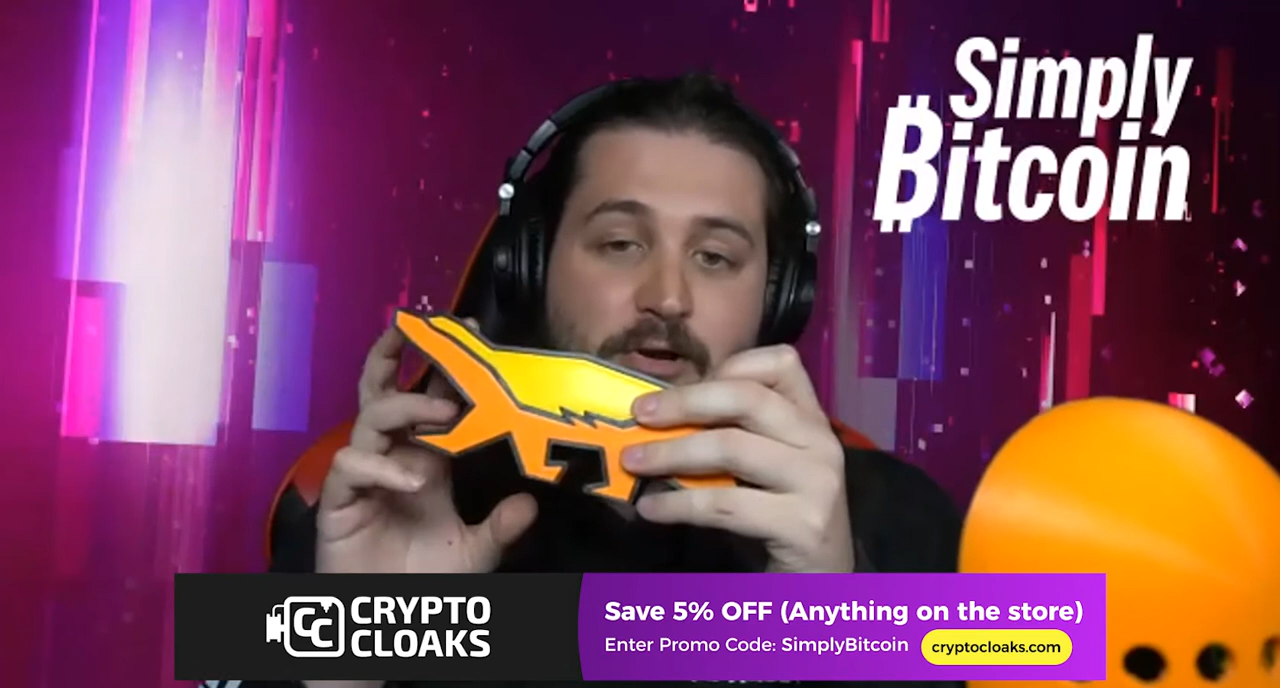 Simply
Bitcoin
CRYPTO
CLOAKS
Save 5% OFF (Anything on the store)
Enter Promo Code: SimplyBitcoin
cryptocloaks.com